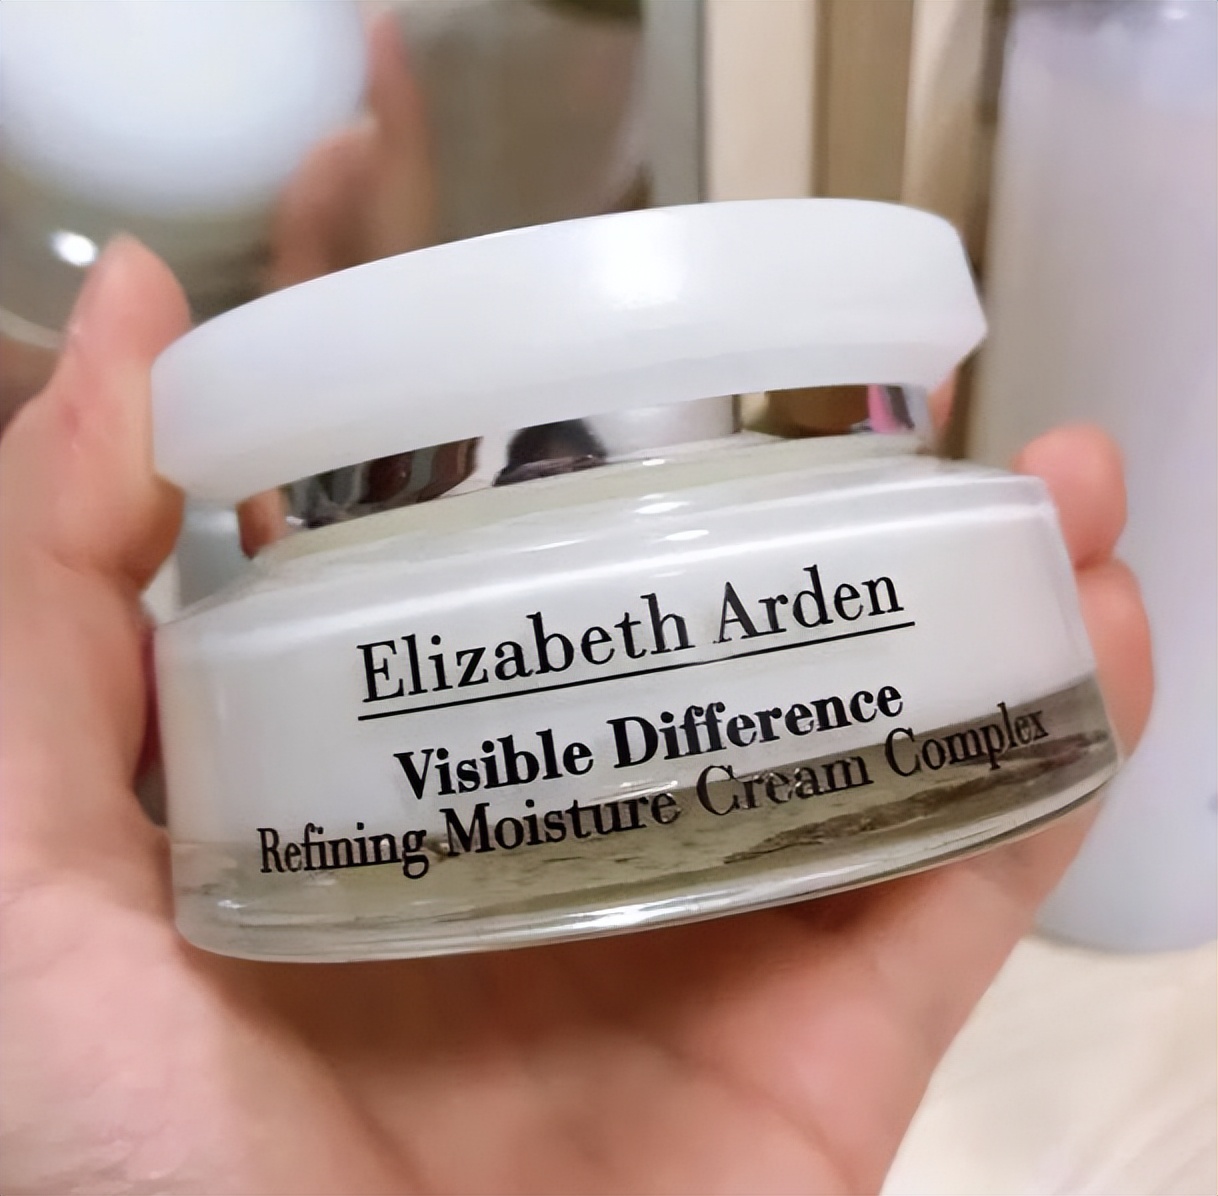 Elizabeth Arden
Visible Difference
Refining Moisture Cream Complex